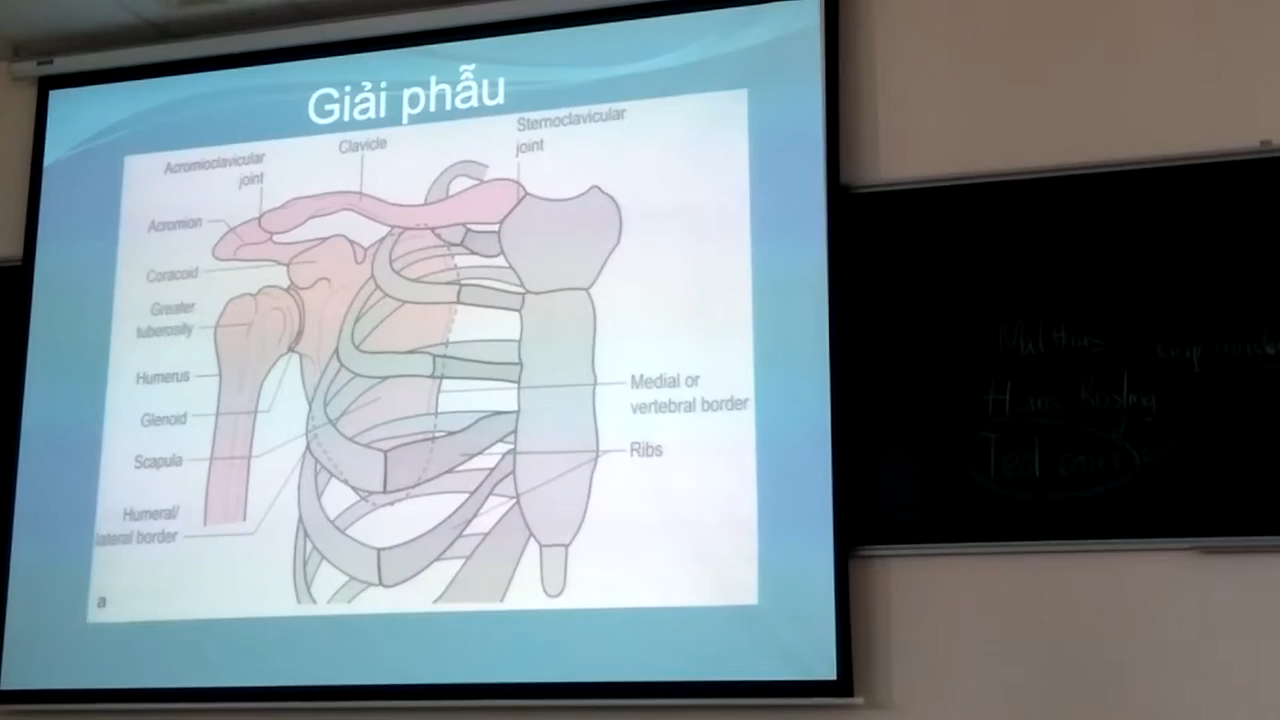 Giải phẫu
Sternoclavicular
joint
Clavicle
Acromioclavicular
joint
Acromion
Coracoid
Greater
tuberosity
Humerus
Glenoid
Scapula
Humeral/
lateral border
Medial or
vertebral border
Ribs
a